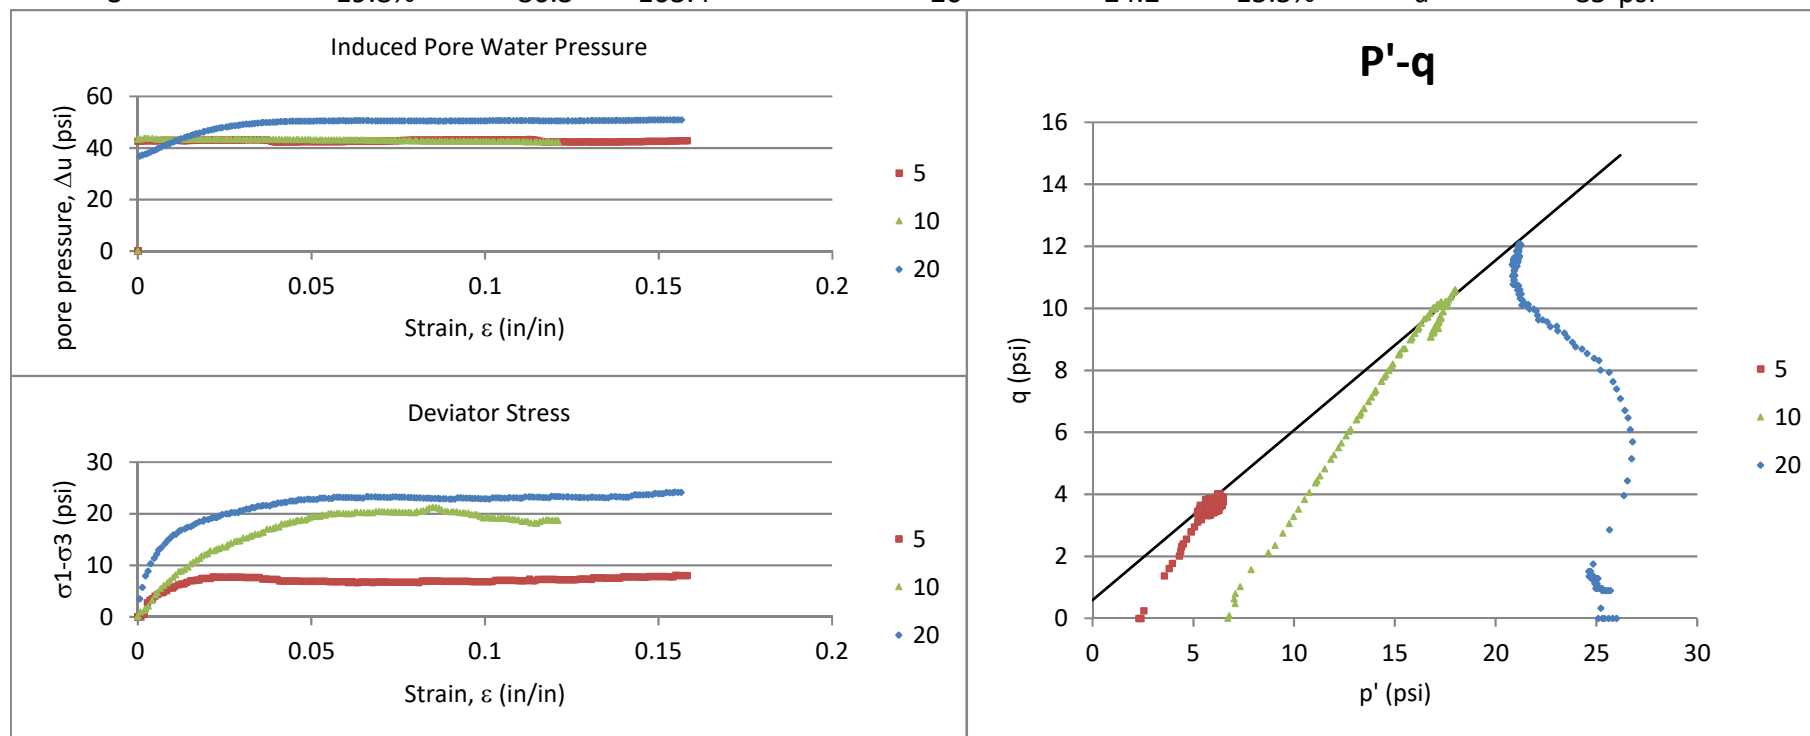 Induced Pore Water Pressure
pore pressure, Δu (psi)
60
40
20
0
0 0.05 0.1 0.15 0.2
Strain, ε (in/in)
5
10
20
Deviator Stress
σ1-σ3 (psi)
30
20
10
0
0 0.05 0.1 0.15 0.2
Strain, ε (in/in)
5
10
20
P'-q
q (psi)
16
14
12
10
8
6
4
2
0
0 5 10 15 20 25 30
p' (psi)
5
10
20